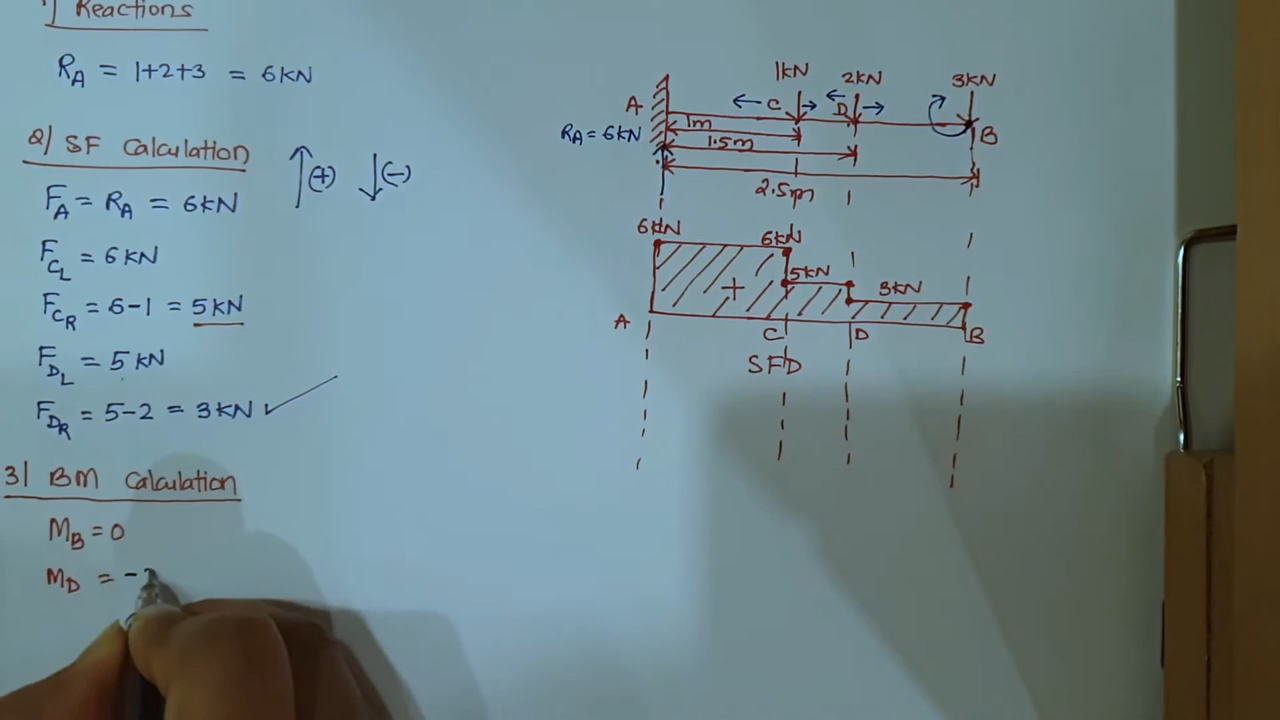 1) Reactions
RA = 1+2+3 = 6KN
2) SF Calculation
FA = RA = 6KN
(+) (-)
FCL = 6KN
FCR = 6-1 = 5KN
FDL = 5KN
FDR = 5-2 = 3KN ✓
3) BM Calculation
MB = 0
MD = -
1KN 2KN 3KN
A C D B
RA = 6KN
1m
1.5m
2.5m
6KN 6KN
5KN 3KN
+
A C D B
SFD